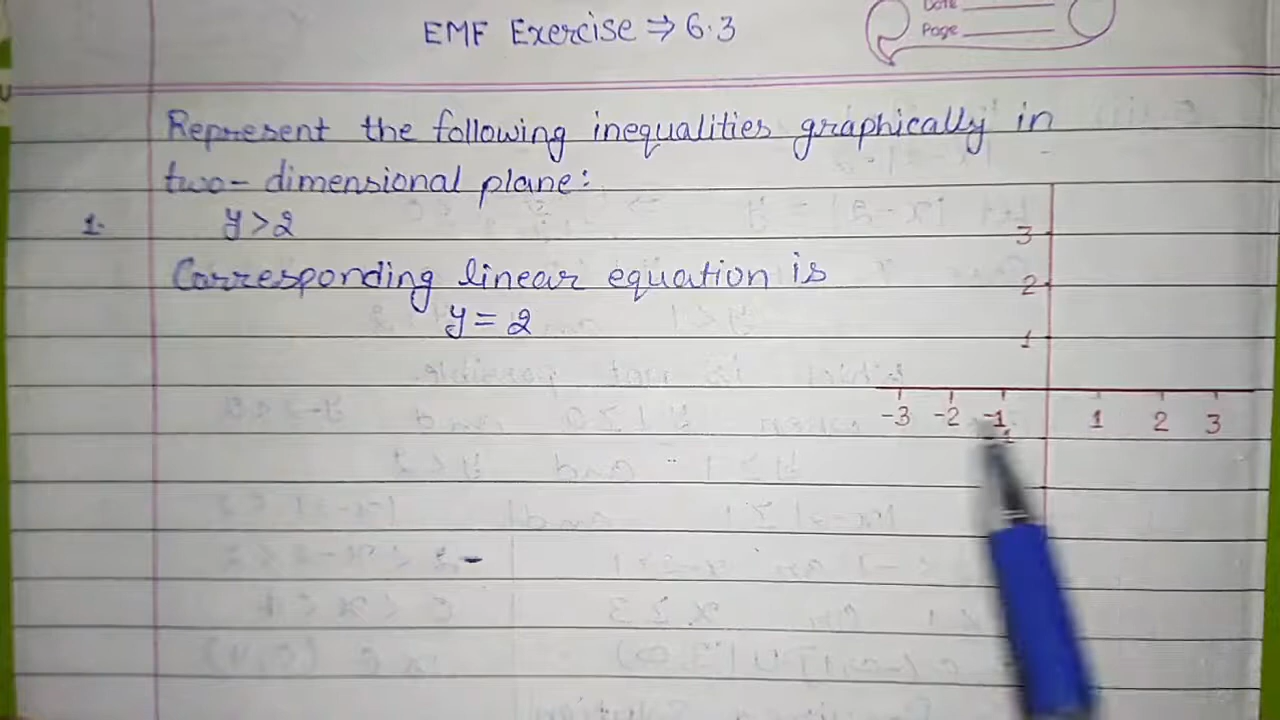 EMF Exercise ⇒ 6.3
Date
Page
Represent the following inequalities graphically in
two-dimensional plane:
1. y > 2
Corresponding linear equation is
y = 2
3
2
1
-3 -2 -1 1 2 3